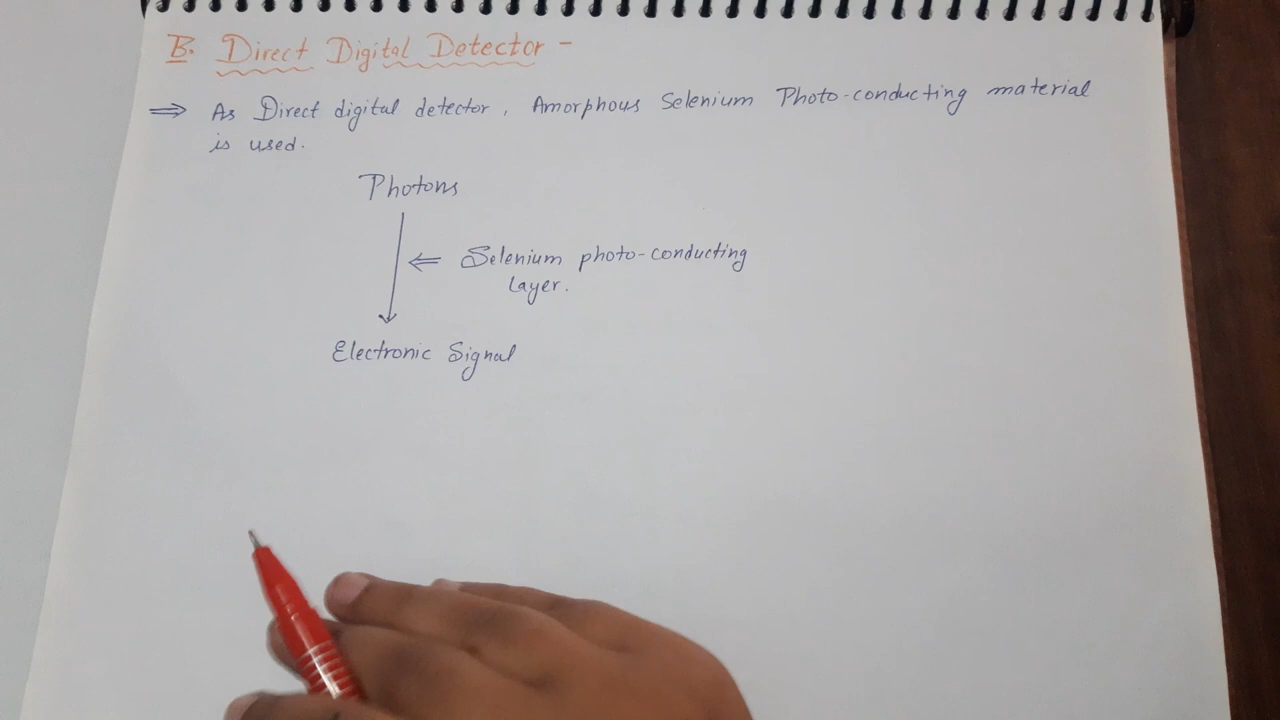 B. Direct Digital Detector -
⇒ As Direct digital detector, Amorphous Selenium Photo-conducting material
is used.
Photons
⇐ Selenium photo-conducting
Layer.
Electronic Signal